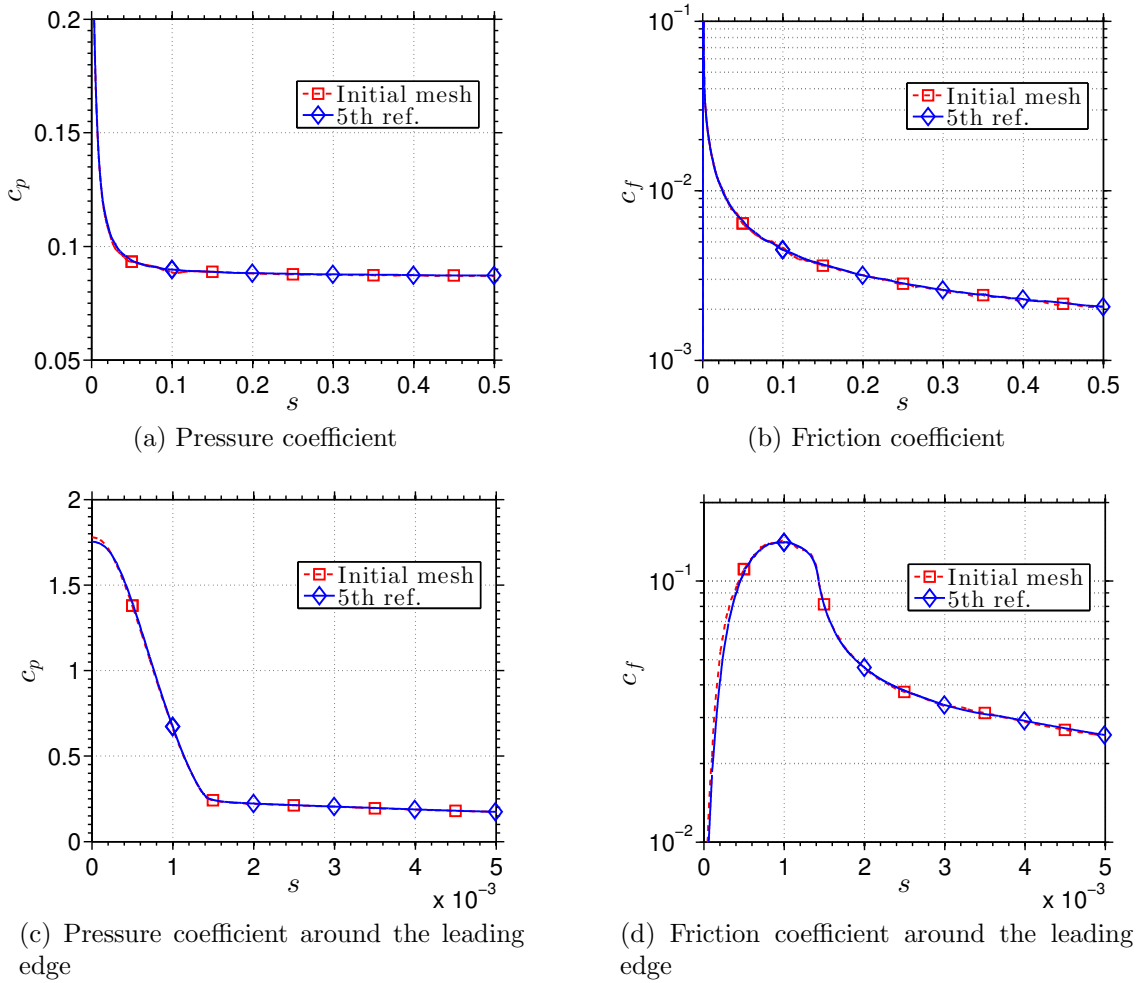 0.2
0.15
0.1
0.05
c_p
Initial mesh
5th ref.
0 0.1 0.2 0.3 0.4 0.5
s
(a) Pressure coefficient
10⁻¹
10⁻²
10⁻³
c_f
Initial mesh
5th ref.
0 0.1 0.2 0.3 0.4 0.5
s
(b) Friction coefficient
2
1.5
1
0.5
0
c_p
Initial mesh
5th ref.
0 1 2 3 4 5
s
x 10⁻³
(c) Pressure coefficient around the leading
edge
10⁻¹
10⁻²
c_f
Initial mesh
5th ref.
0 1 2 3 4 5
s
x 10⁻³
(d) Friction coefficient around the leading
edge